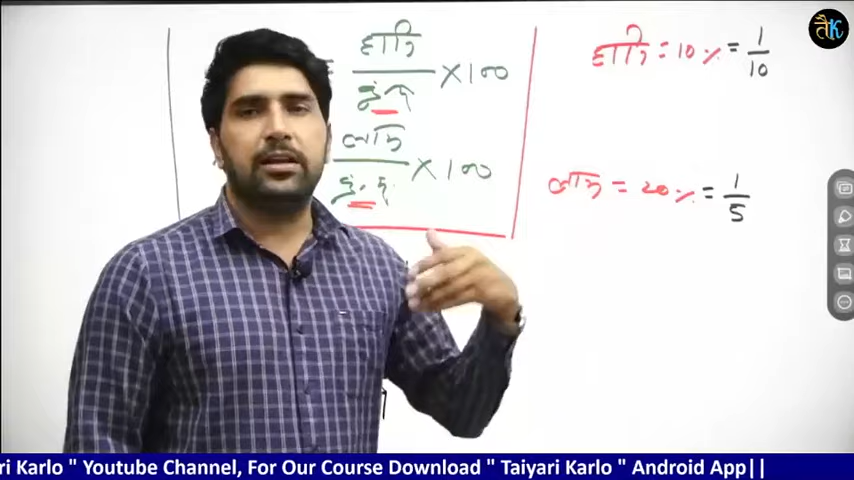 हानि
क्र.मू × 100
लाभ
क्र.मू. × 100
हानि = 10 % = 1/10
लाभ = 20 % = 1/5
ri Karlo " YouTube Channel, For Our Course Download " Taiyari Karlo " Android App||